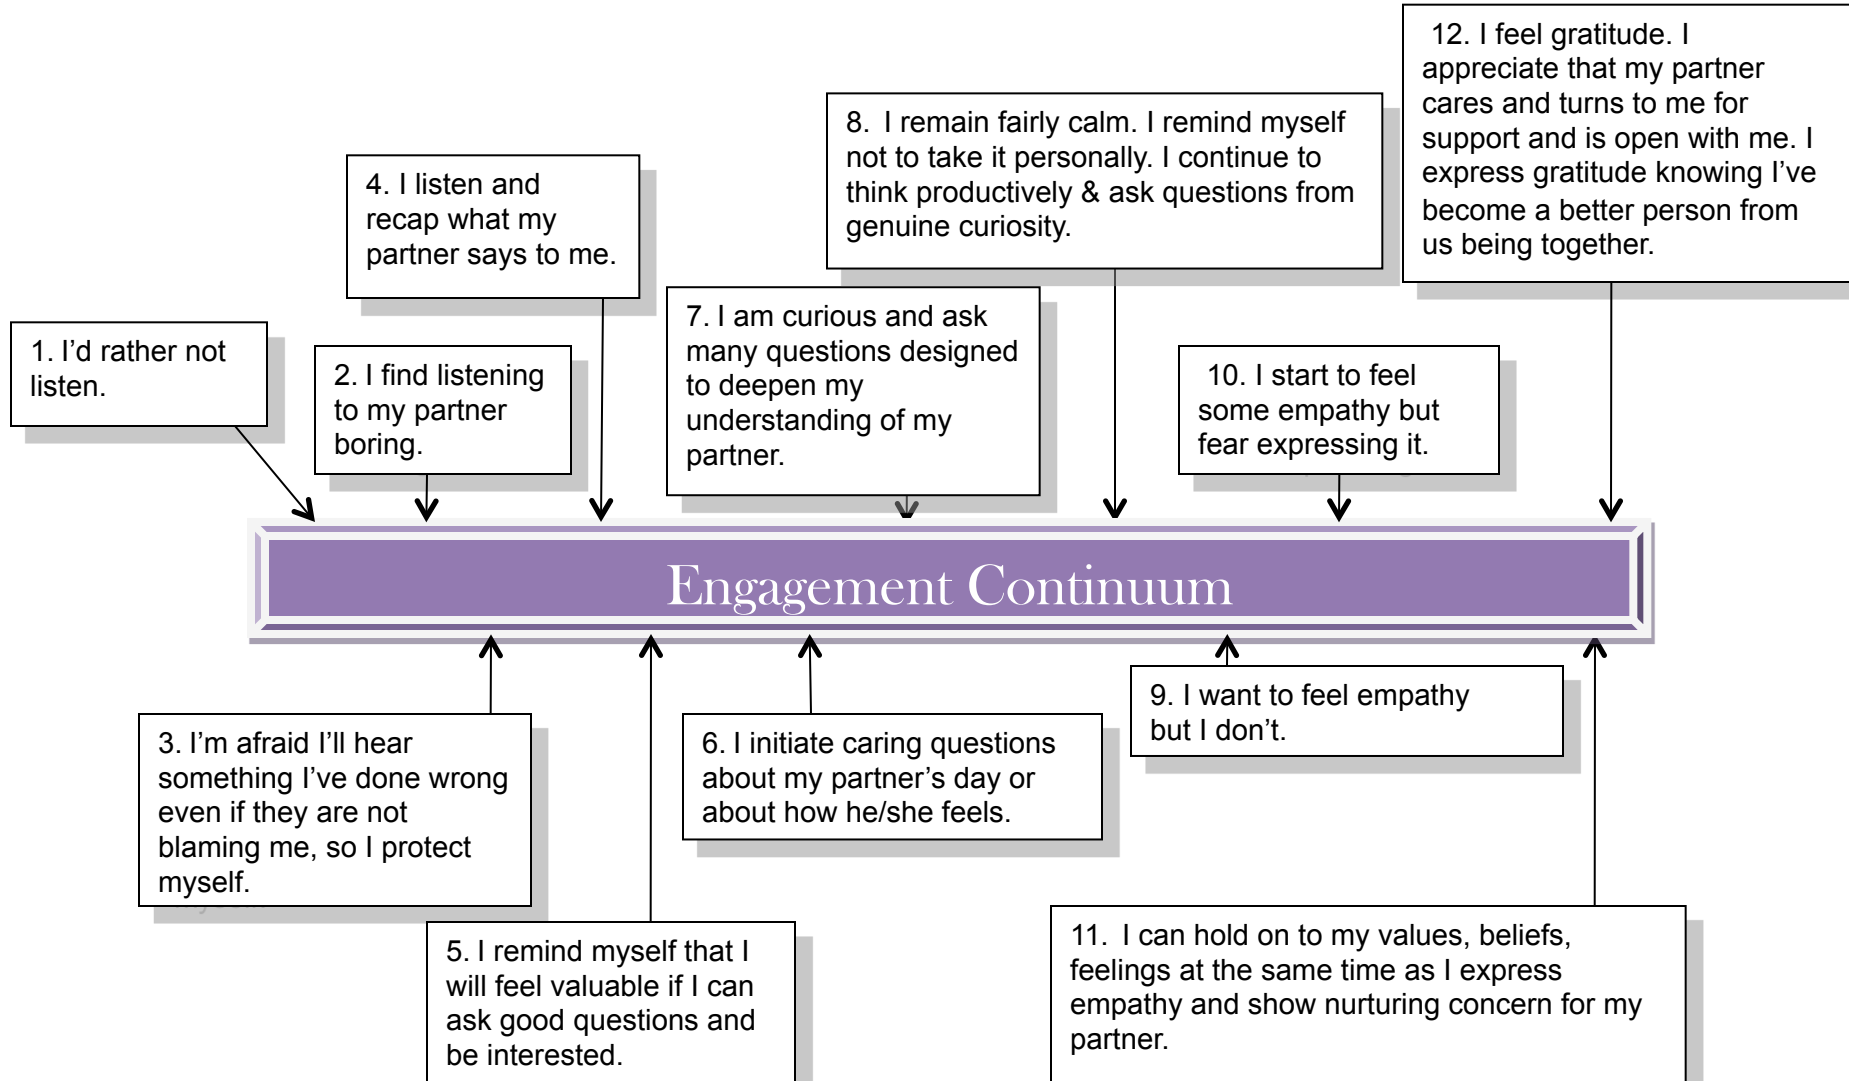 1. I'd rather not
listen.
2. I find listening
to my partner
boring.
3. I'm afraid I'll hear
something I've done wrong
even if they are not
blaming me, so I protect
myself.
4. I listen and
recap what my
partner says to me.
5. I remind myself that I
will feel valuable if I can
ask good questions and
be interested.
6. I initiate caring questions
about my partner's day or
about how he/she feels.
7. I am curious and ask
many questions designed
to deepen my
understanding of my
partner.
8. I remain fairly calm. I remind myself
not to take it personally. I continue to
think productively & ask questions from
genuine curiosity.
9. I want to feel empathy
but I don't.
10. I start to feel
some empathy but
fear expressing it.
11. I can hold on to my values, beliefs,
feelings at the same time as I express
empathy and show nurturing concern for my
partner.
12. I feel gratitude. I
appreciate that my partner
cares and turns to me for
support and is open with me. I
express gratitude knowing I've
become a better person from
us being together.
Engagement Continuum